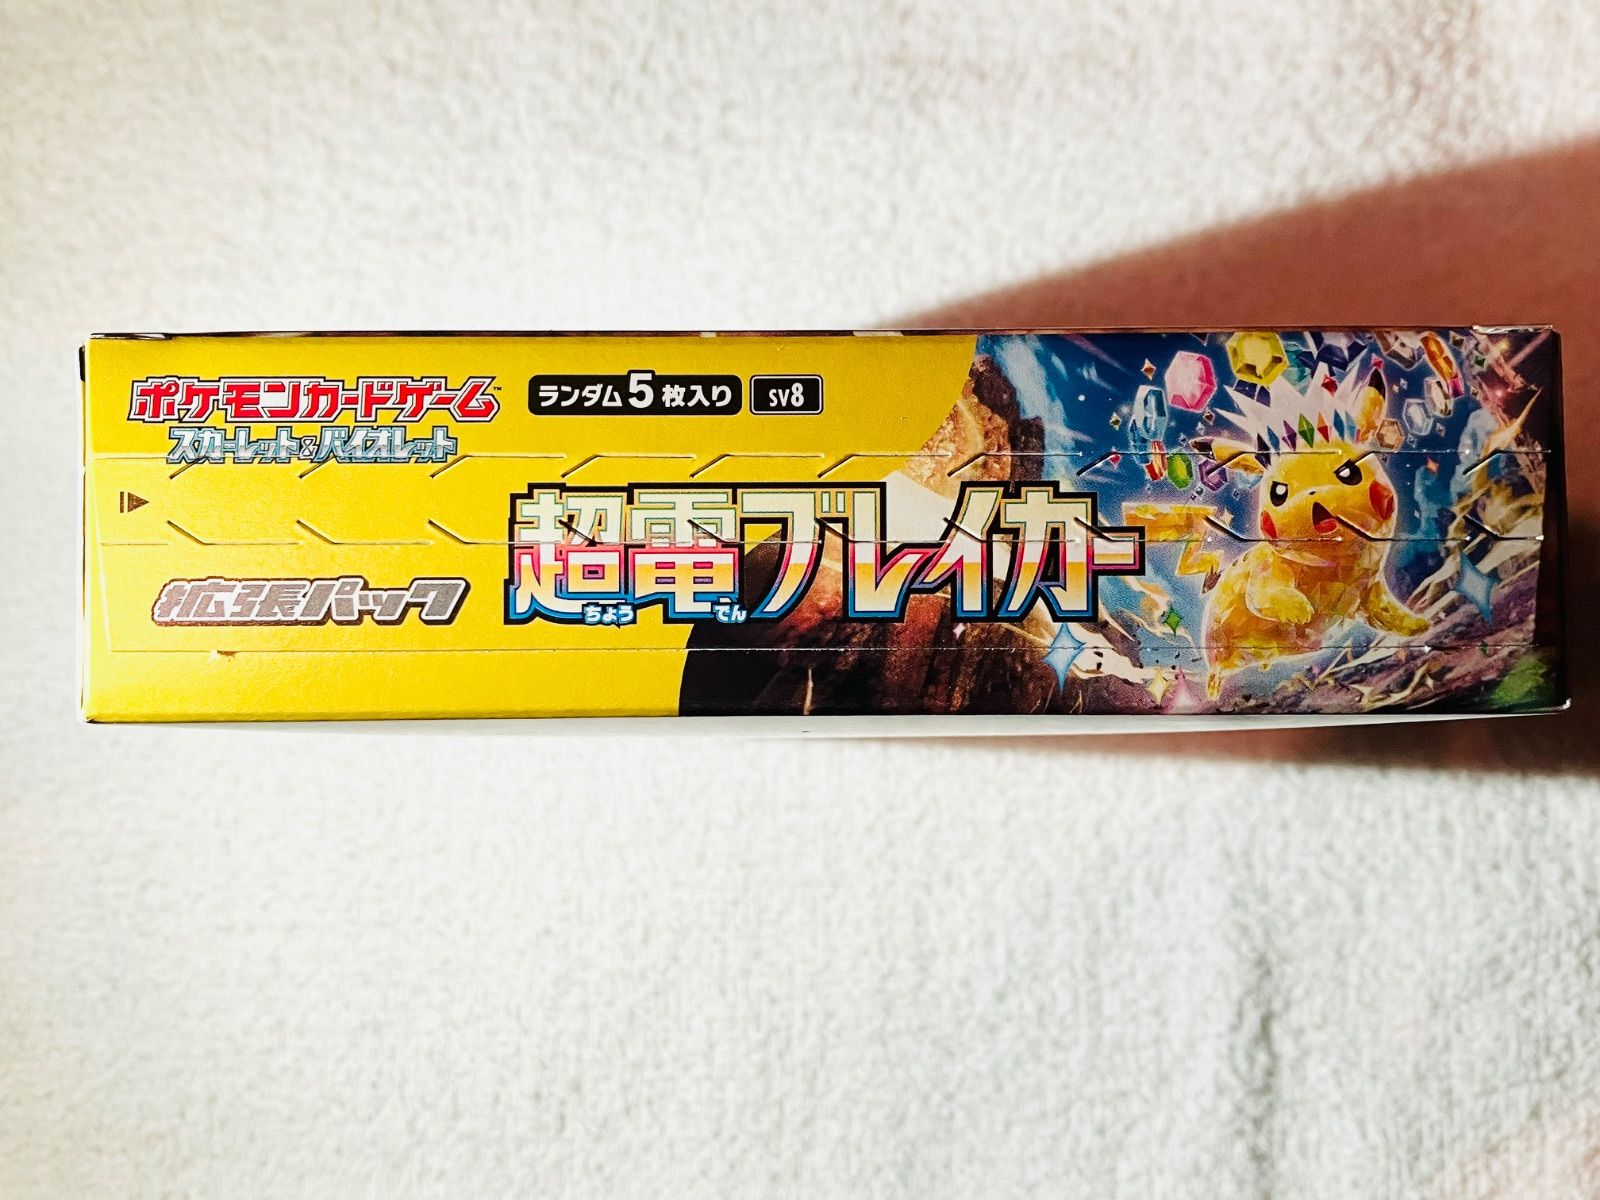 ポケモンカードゲーム™
スカーレット&バイオレット
ランダム5枚入り sv8
超電ブレイカー
ちょう でん
拡張パック